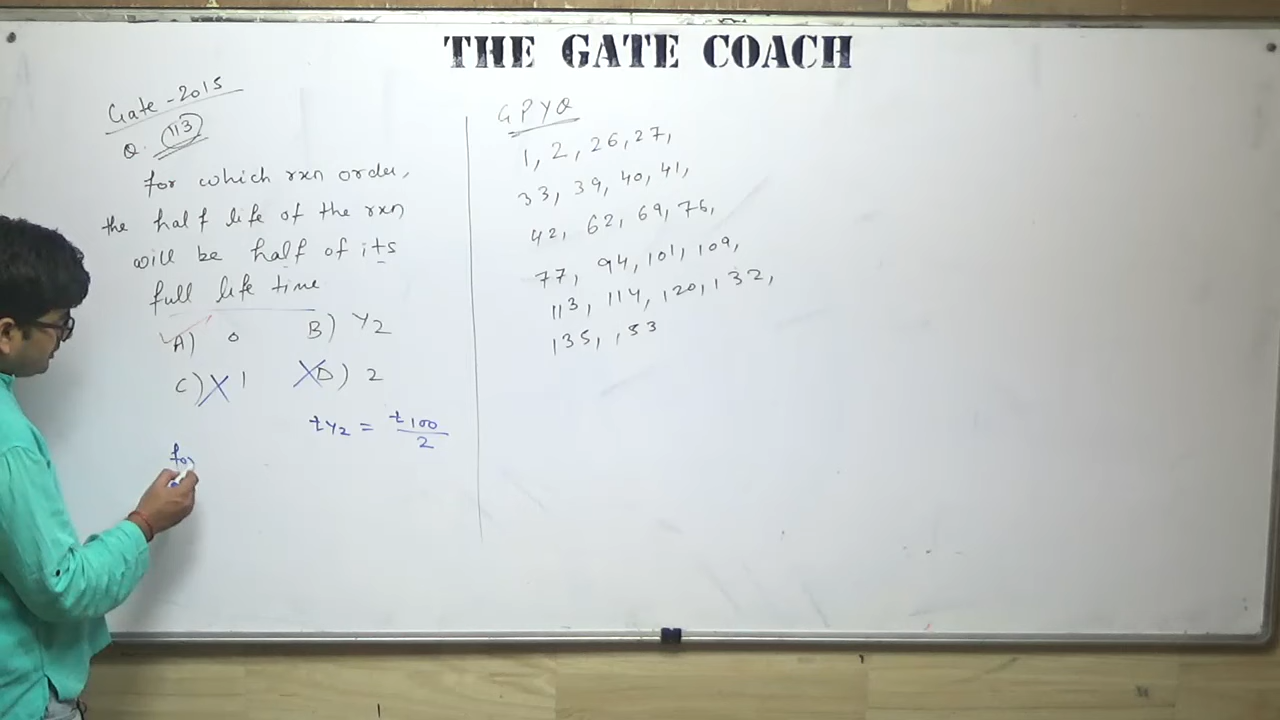 THE GATE COACH
Gate - 2015
Q. 113
for which rxn order,
the half life of the rxn
will be half of its
full life time
A) 0 B) 1/2
C) 1 D) 2
t1/2 = t100/2
for
GPYQ
1, 2, 26, 27,
33, 39, 40, 41,
42, 62, 69, 76,
77, 94, 101, 109,
113, 114, 120, 132,
135, 153